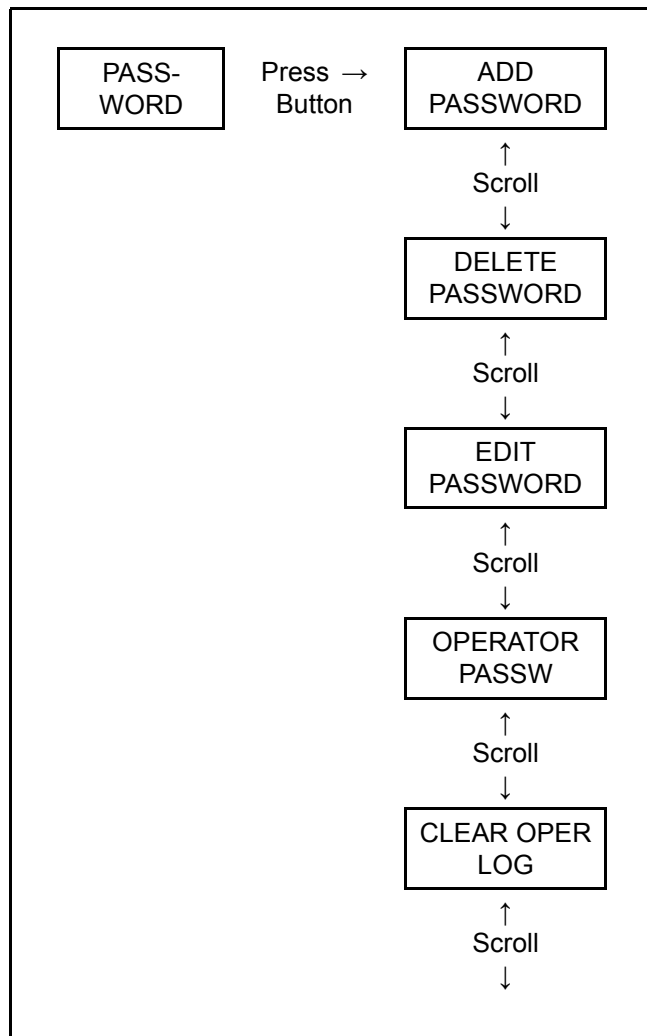 PASS-
WORD
Press →
Button
ADD
PASSWORD
↑
Scroll
↓
DELETE
PASSWORD
↑
Scroll
↓
EDIT
PASSWORD
↑
Scroll
↓
OPERATOR
PASSW
↑
Scroll
↓
CLEAR OPER
LOG
↑
Scroll
↓